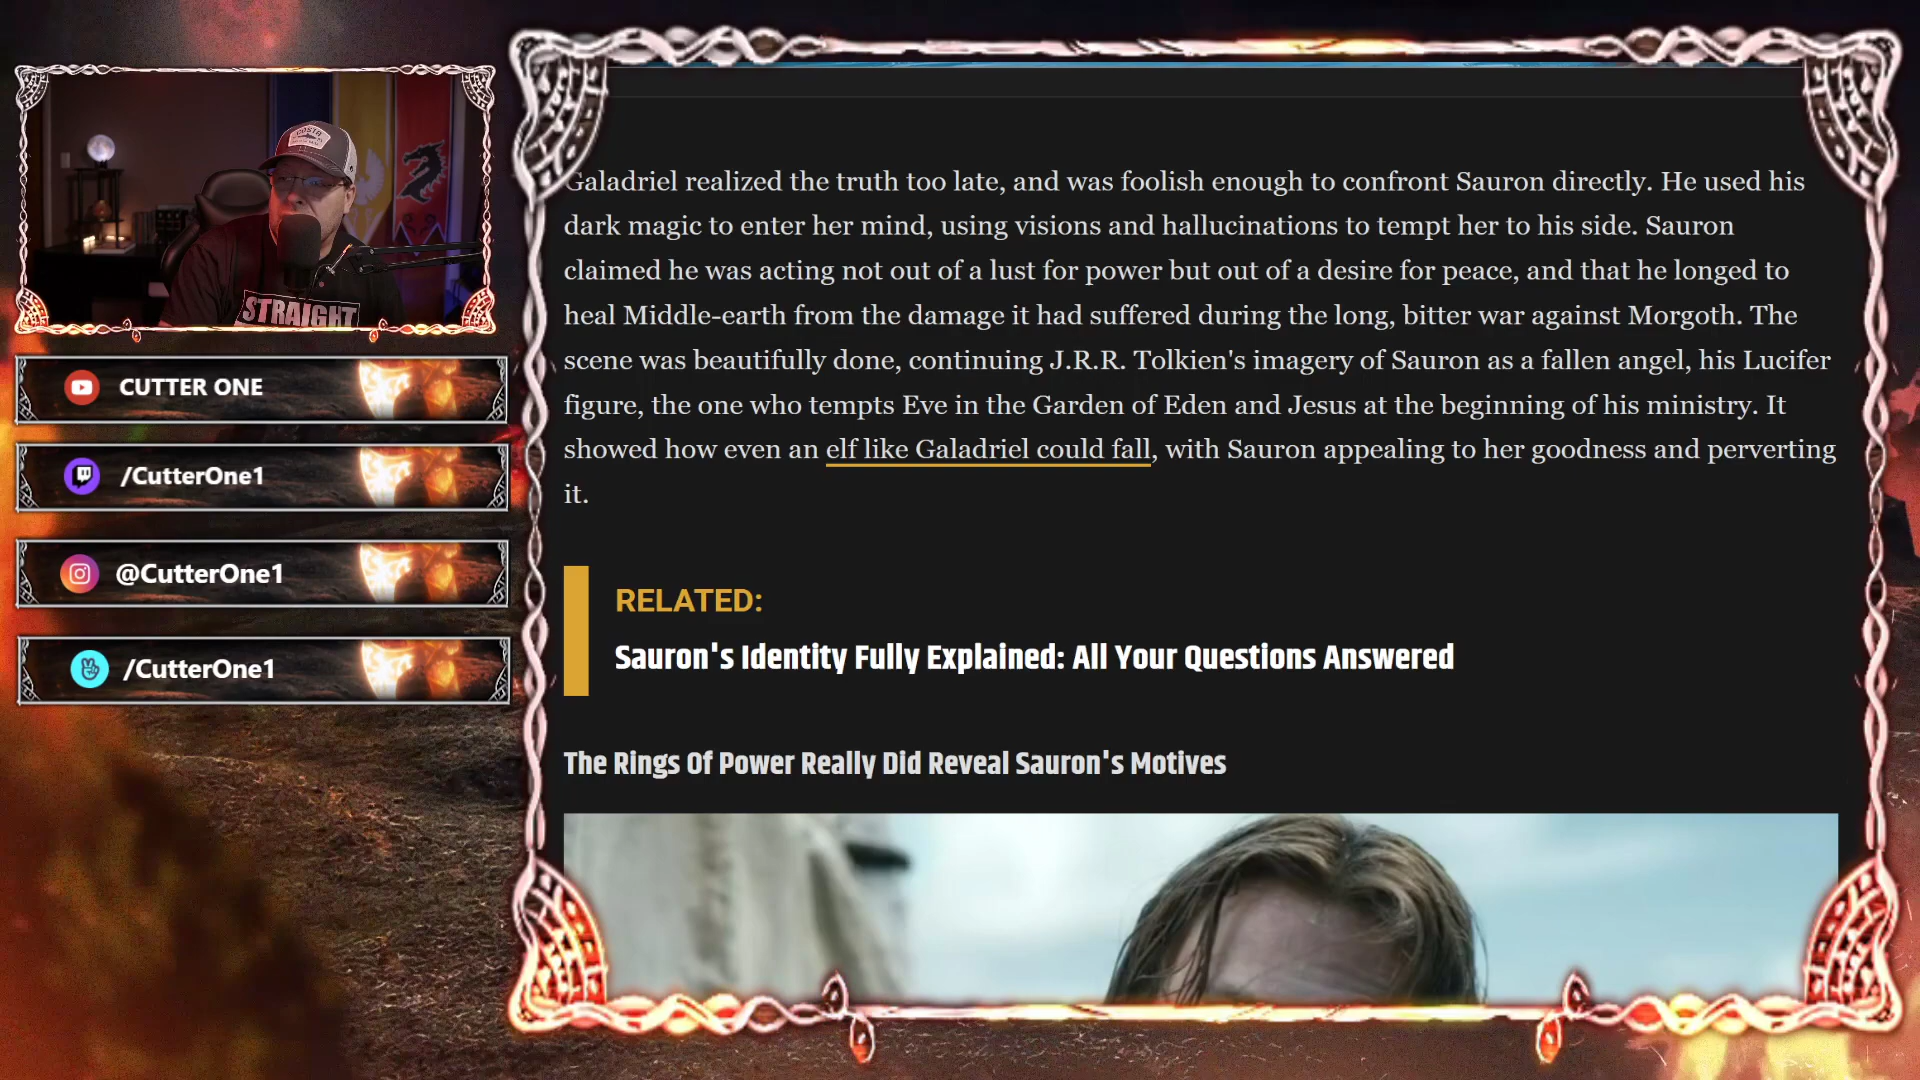 COSTA
STRAIGHT
CUTTER ONE
/CutterOne1
@CutterOne1
/CutterOne1
Galadriel realized the truth too late, and was foolish enough to confront Sauron directly. He used his
dark magic to enter her mind, using visions and hallucinations to tempt her to his side. Sauron
claimed he was acting not out of a lust for power but out of a desire for peace, and that he longed to
heal Middle-earth from the damage it had suffered during the long, bitter war against Morgoth. The
scene was beautifully done, continuing J.R.R. Tolkien's imagery of Sauron as a fallen angel, his Lucifer
figure, the one who tempts Eve in the Garden of Eden and Jesus at the beginning of his ministry. It
showed how even an elf like Galadriel could fall, with Sauron appealing to her goodness and perverting
it.
RELATED:
Sauron's Identity Fully Explained: All Your Questions Answered
The Rings Of Power Really Did Reveal Sauron's Motives